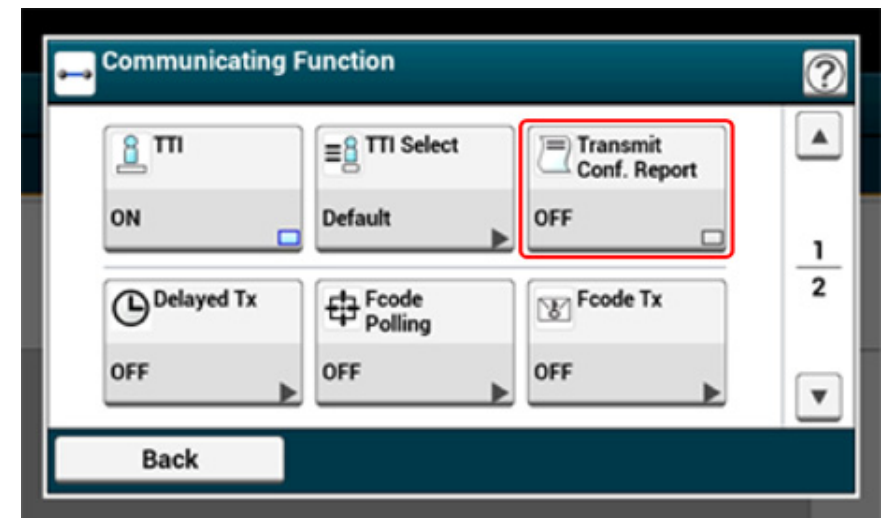 Communicating Function
?
TTI
ON
TTI Select
Default
Transmit
Conf. Report
OFF
1
2
Delayed Tx
OFF
Fcode
Polling
OFF
Fcode Tx
OFF
Back